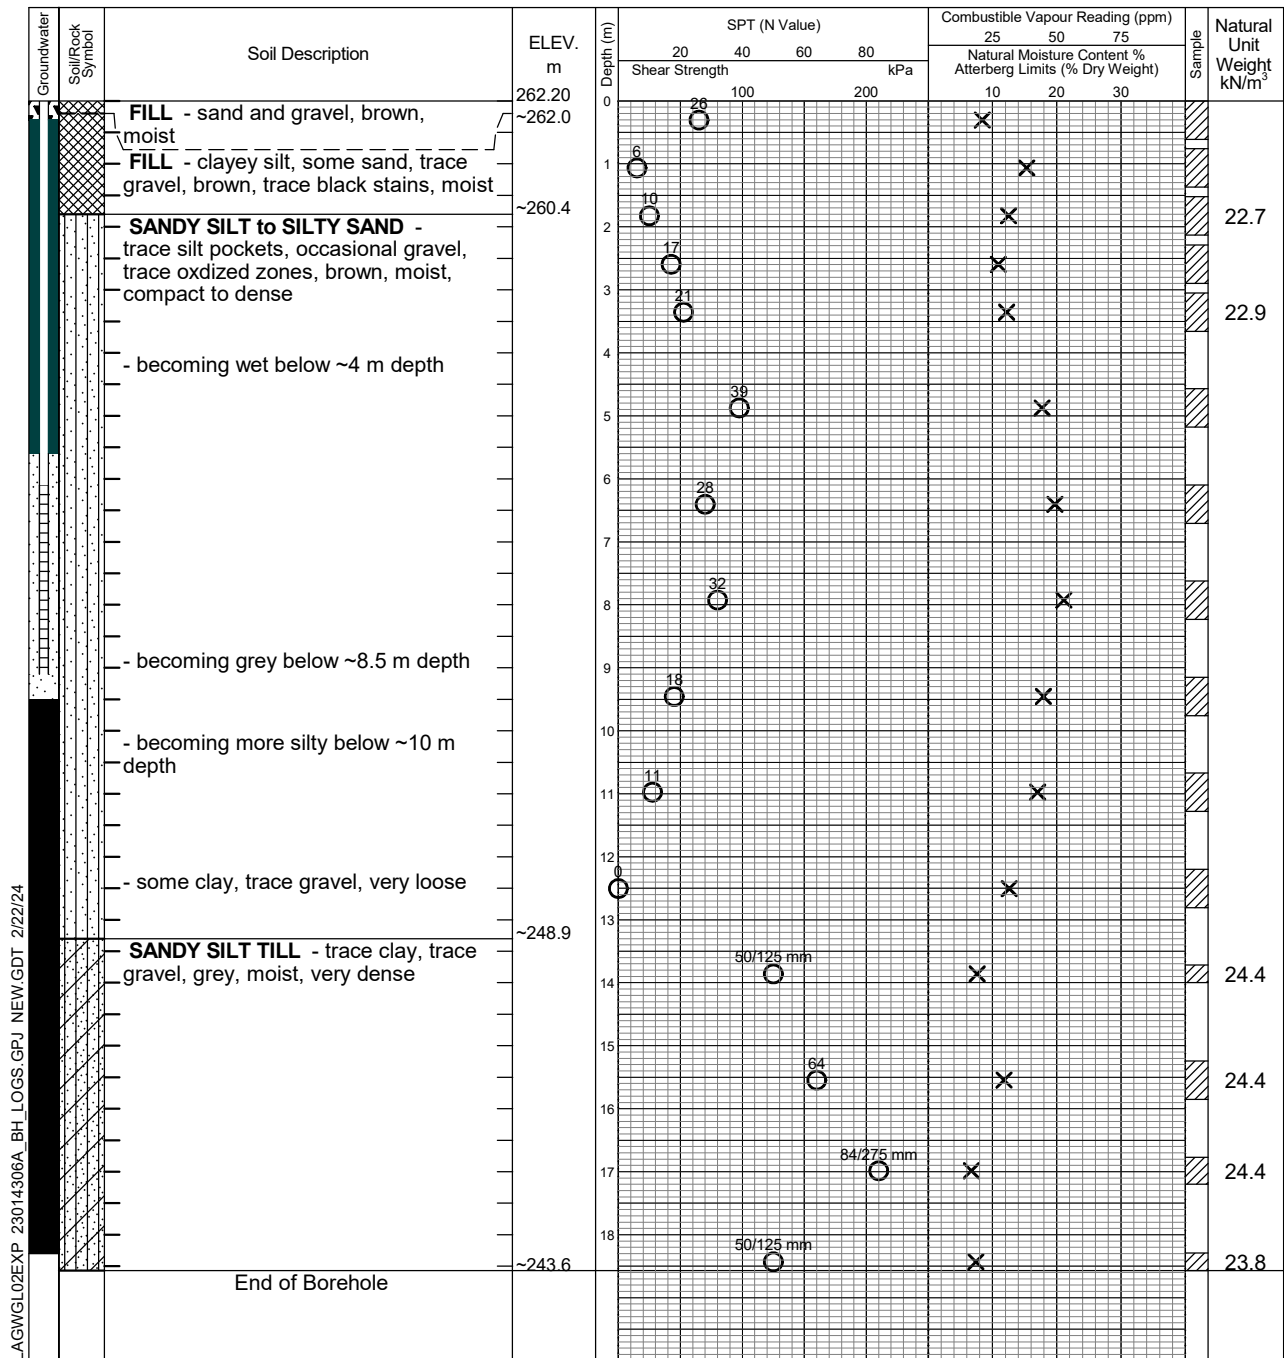 Groundwater
Soil/Rock
Symbol
Soil Description
ELEV.
m
Depth (m)
SPT (N Value)
20 40 60 80
Shear Strength kPa
100 200
Combustible Vapour Reading (ppm)
25 50 75
Natural Moisture Content %
Atterberg Limits (% Dry Weight)
10 20 30
Sample
Natural
Unit
Weight
kN/m3
262.20
0
26
FILL - sand and gravel, brown,
moist
~262.0
FILL - clayey silt, some sand, trace
gravel, brown, trace black stains, moist
6
1
~260.4
10
SANDY SILT to SILTY SAND -
trace silt pockets, occasional gravel,
trace oxdized zones, brown, moist,
compact to dense
2
22.7
17
3
21
22.9
4
- becoming wet below ~4 m depth
39
5
6
28
7
32
8
- becoming grey below ~8.5 m depth
9
18
10
- becoming more silty below ~10 m
depth
11
11
12
- some clay, trace gravel, very loose
0
13
~248.9
SANDY SILT TILL - trace clay, trace
gravel, grey, moist, very dense
50/125 mm
24.4
14
15
64
24.4
16
84/275 mm
17
24.4
18
50/125 mm
~243.6
23.8
End of Borehole
_AGWGL02EXP 23014306A_BH_LOGS.GPJ NEW.GDT 2/22/24